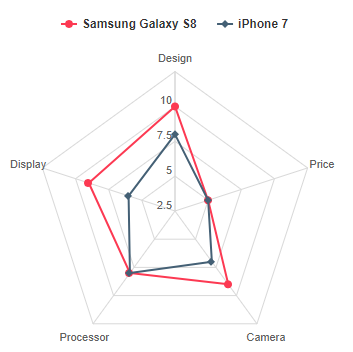 Samsung Galaxy S8 iPhone 7
Design
10
7.5
5
2.5
Display
Price
Processor
Camera